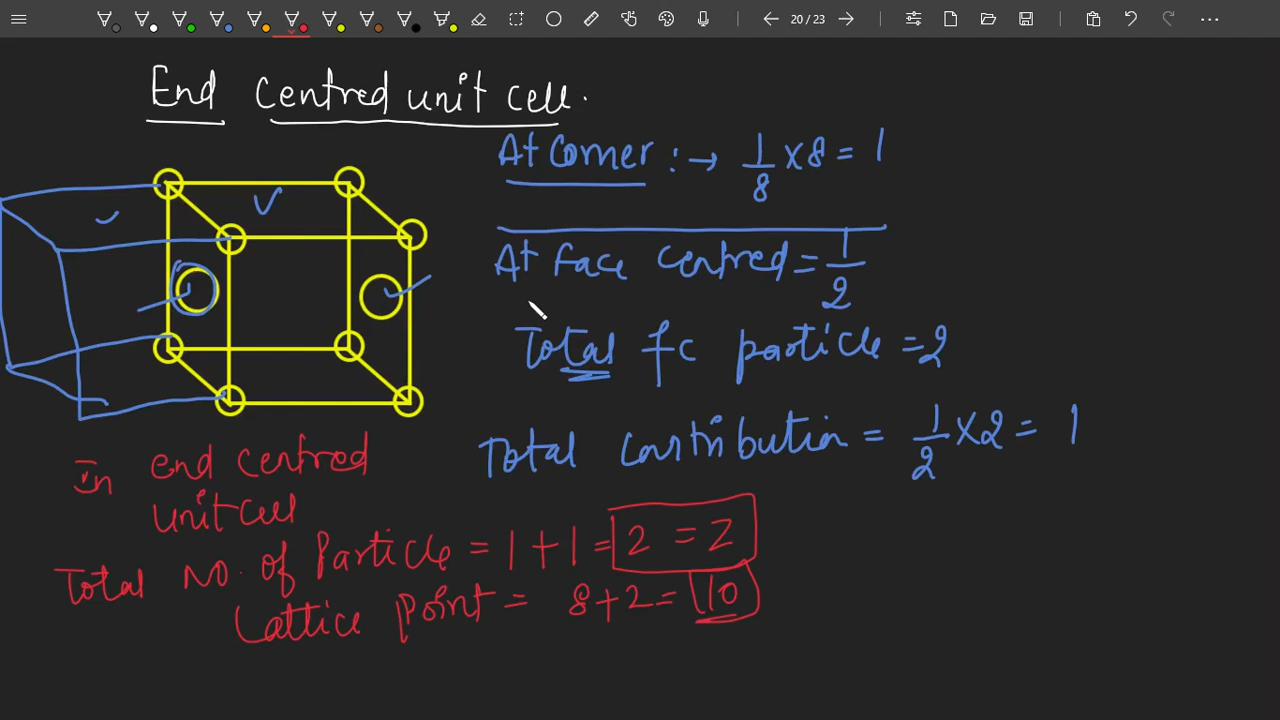 20 / 23
End Centred unit cell.
At Corner :→ 1/8 × 8 = 1
At face centred = 1/2
Total fc particle = 2
Total contribution = 1/2 × 2 = 1
In end centred
unit cell
Total No. of Particle = 1 + 1 = 2 = Z
Lattice point = 8 + 2 = 10